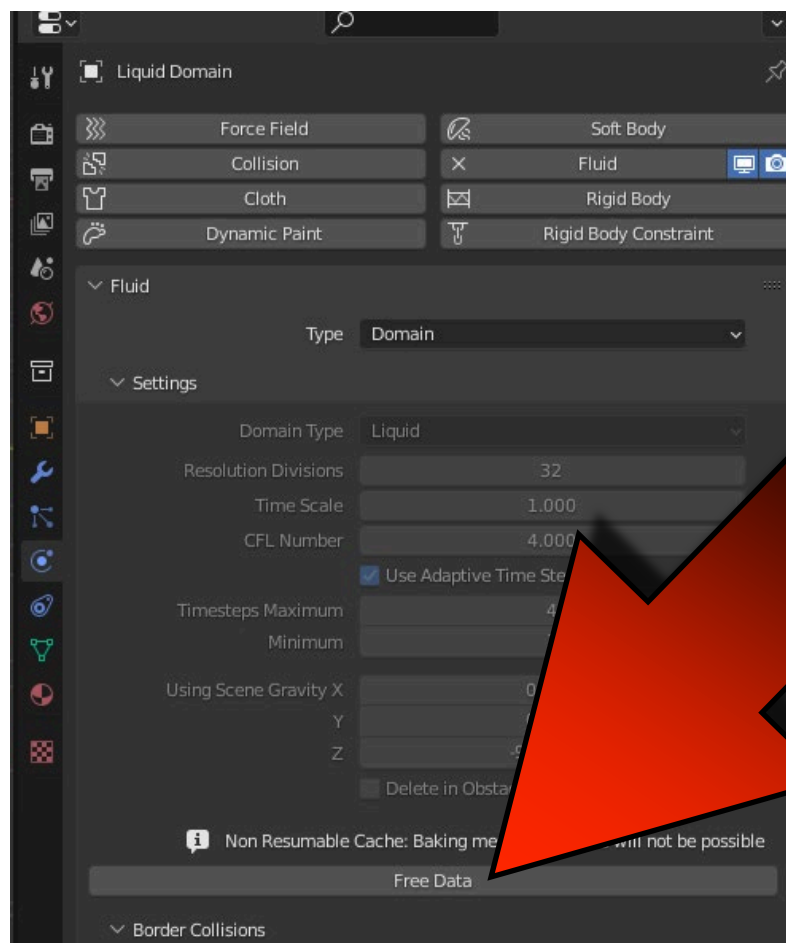 Liquid Domain
Force Field
Soft Body
Collision
Fluid
Cloth
Rigid Body
Dynamic Paint
Rigid Body Constraint
Fluid
Type Domain
Settings
Domain Type Liquid
Resolution Divisions 32
Time Scale 1.000
CFL Number 4.000
Use Adaptive Time
Timesteps Maximum 4
Minimum
Using Scene Gravity X
Y
Z
Delete in
Non Resumable Cache: Baking will not be possible
Free Data
Border Collisions